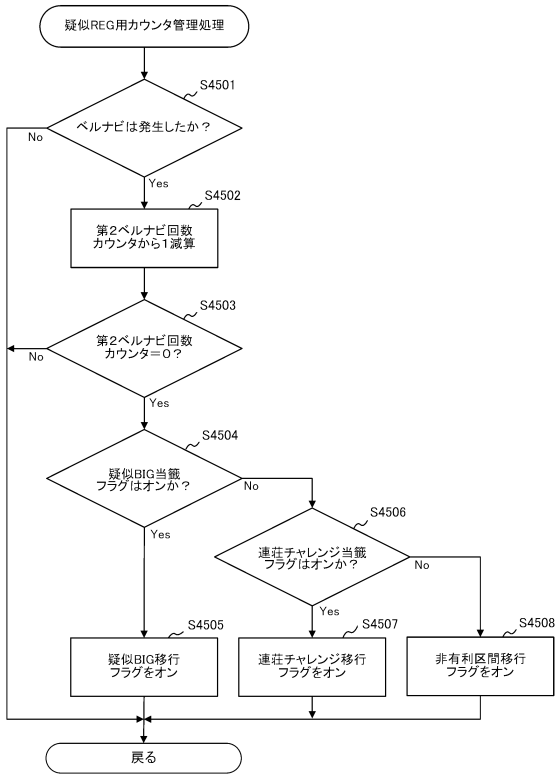 疑似REG用カウンタ管理処理
S4501
ベルナビは発生したか？
No
Yes
S4502
第２ベルナビ回数
カウンタから１減算
S4503
第２ベルナビ回数
カウンタ＝０？
No
Yes
S4504
疑似BIG当籤
フラグはオンか？
No
Yes
S4506
連荘チャレンジ当籤
フラグはオンか？
No
Yes
S4505
疑似BIG移行
フラグをオン
S4507
連荘チャレンジ移行
フラグをオン
S4508
非有利区間移行
フラグをオン
戻る